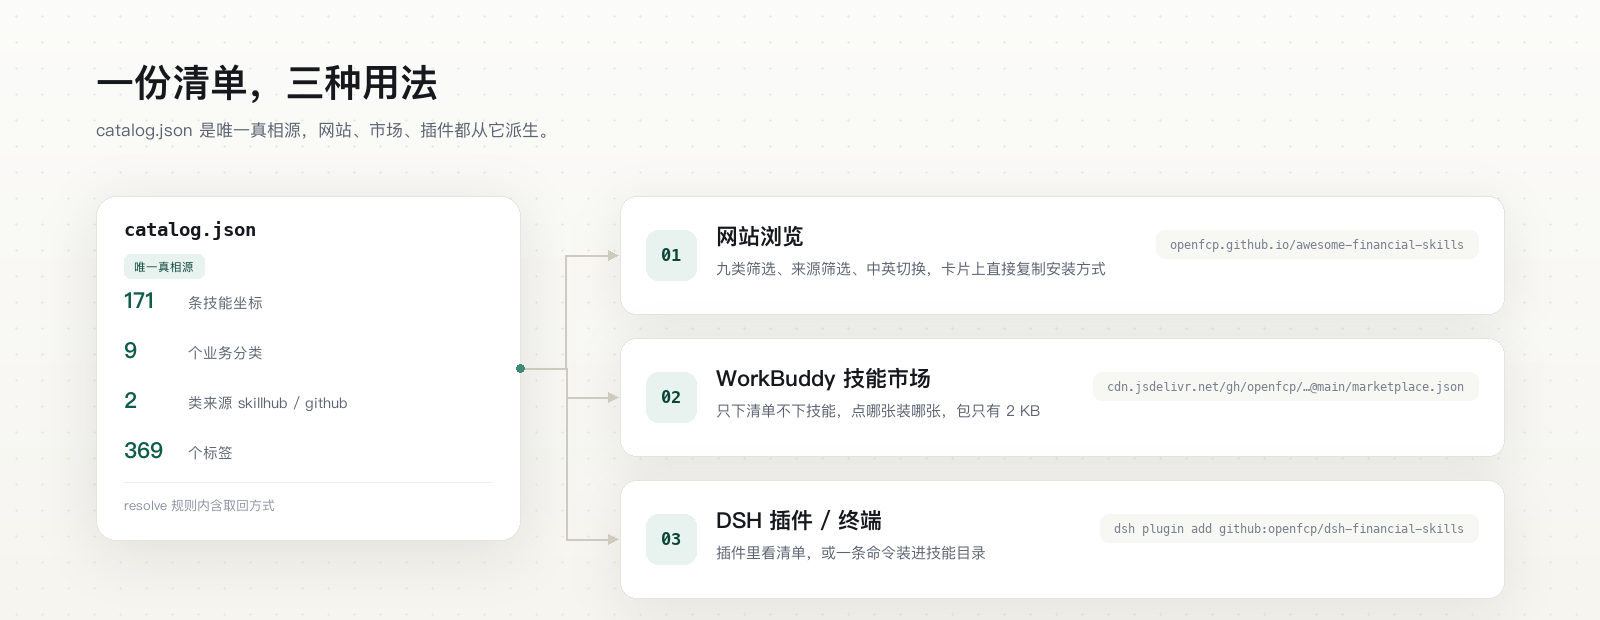 一份清单，三种用法
catalog.json 是唯一真相源，网站、市场、插件都从它派生。
catalog.json
唯一真相源
171 条技能坐标
9 个业务分类
2 类来源 skillhub / github
369 个标签
resolve 规则内含取回方式
01
网站浏览
九类筛选、来源筛选、中英切换，卡片上直接复制安装方式
openfcp.github.io/awesome-financial-skills
02
WorkBuddy 技能市场
只下清单不下技能，点哪张装哪张，包只有 2 KB
cdn.jsdelivr.net/gh/openfcp/…@main/marketplace.json
03
DSH 插件 / 终端
插件里看清单，或一条命令装进技能目录
dsh plugin add github:openfcp/dsh-financial-skills